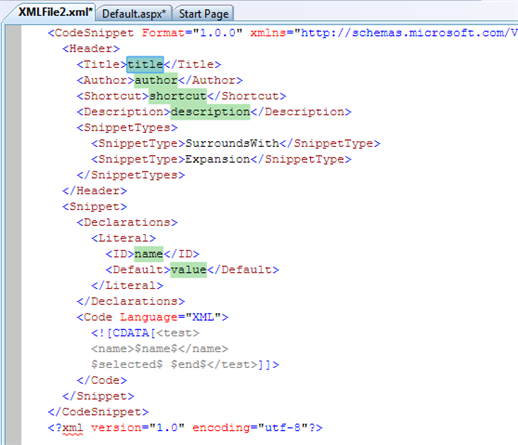 XMLFile2.xml* Default.aspx* Start Page
<CodeSnippet Format="1.0.0" xmlns="http://schemas.microsoft.com/V
<Header>
<Title>title</Title>
<Author>author</Author>
<Shortcut>shortcut</Shortcut>
<Description>description</Description>
<SnippetTypes>
<SnippetType>SurroundsWith</SnippetType>
<SnippetType>Expansion</SnippetType>
</SnippetTypes>
</Header>
<Snippet>
<Declarations>
<Literal>
<ID>name</ID>
<Default>value</Default>
</Literal>
</Declarations>
<Code Language="XML">
<![CDATA[<test>
<name>$name$</name>
$selected$ $end$</test>]]>
</Code>
</Snippet>
</CodeSnippet>
<?xml version="1.0" encoding="utf-8"?>